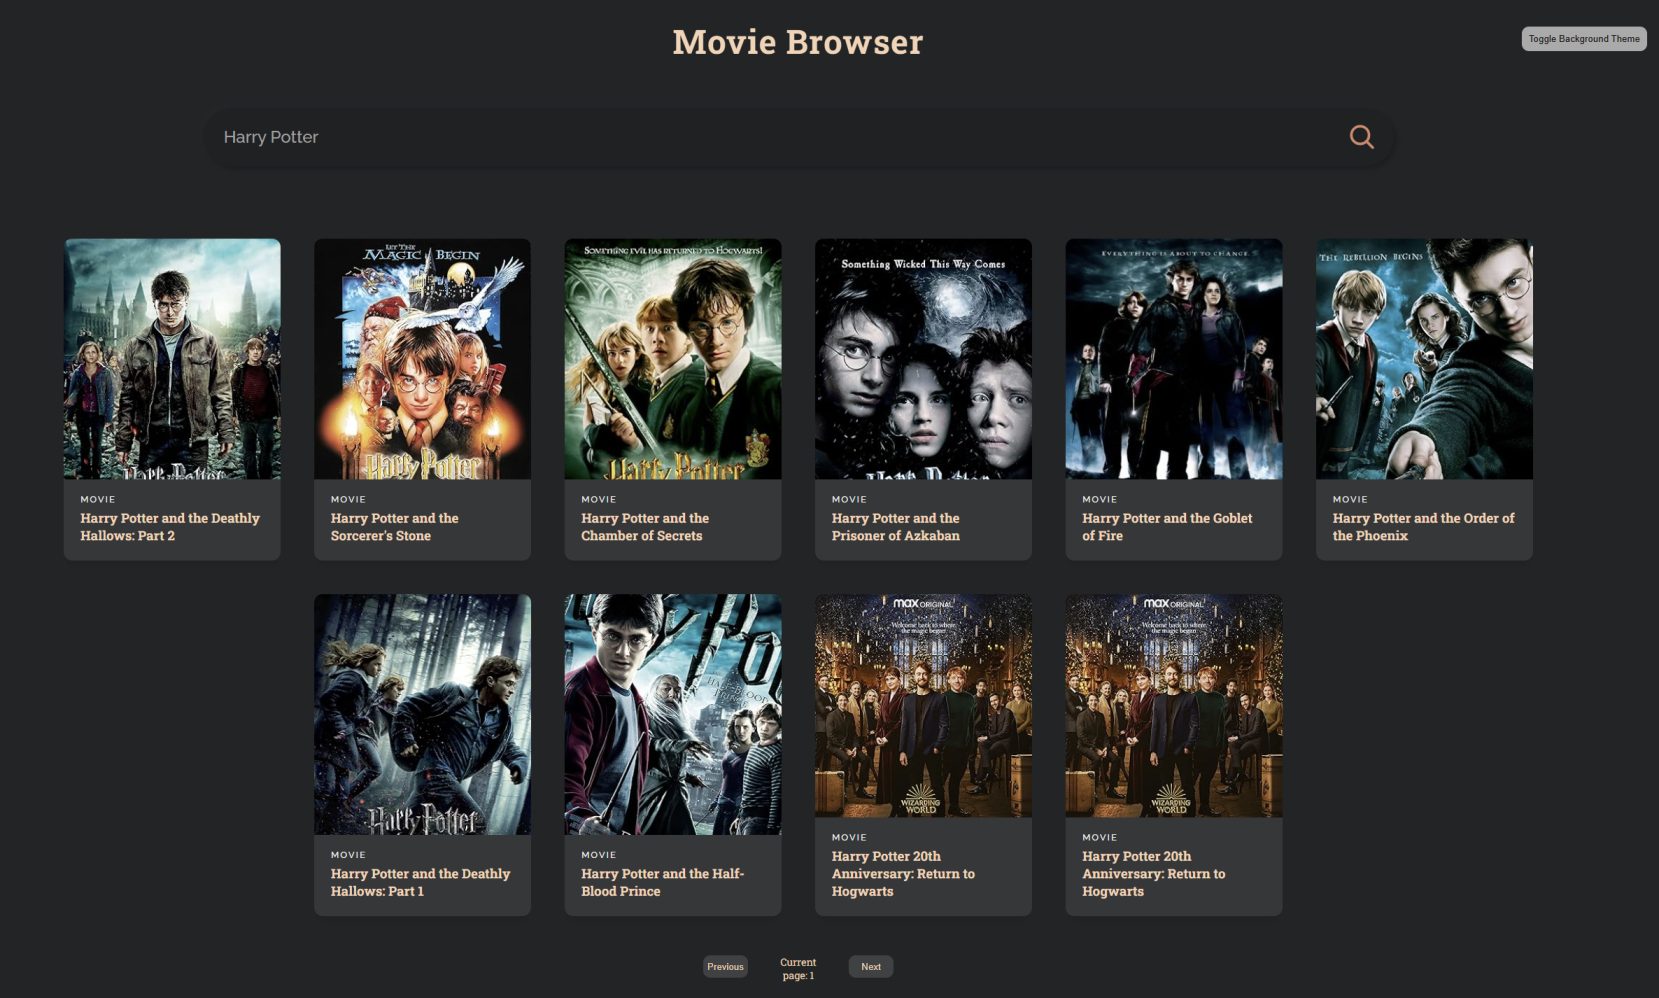 Movie Browser
Toggle Background Theme
Harry Potter
LET THE
MAGIC BEGIN
Harry Potter
SOMETHING EVIL HAS RETURNED TO HOGWARTS!
Harry Potter
Something Wicked This Way Comes
EVERYTHING IS ABOUT TO CHANGE.
THE REBELLION BEGINS
MOVIE
Harry Potter and the Deathly
Hallows: Part 2
MOVIE
Harry Potter and the
Sorcerer's Stone
MOVIE
Harry Potter and the
Chamber of Secrets
MOVIE
Harry Potter and the
Prisoner of Azkaban
MOVIE
Harry Potter and the Goblet
of Fire
MOVIE
Harry Potter and the Order of
the Phoenix
Harry Potter
max ORIGINAL
Welcome back to where
the magic began
WIZARDING
WORLD
max ORIGINAL
Welcome back to where
the magic began
WIZARDING
WORLD
MOVIE
Harry Potter and the Deathly
Hallows: Part 1
MOVIE
Harry Potter and the Half-
Blood Prince
MOVIE
Harry Potter 20th
Anniversary: Return to
Hogwarts
MOVIE
Harry Potter 20th
Anniversary: Return to
Hogwarts
Previous
Current
page: 1
Next